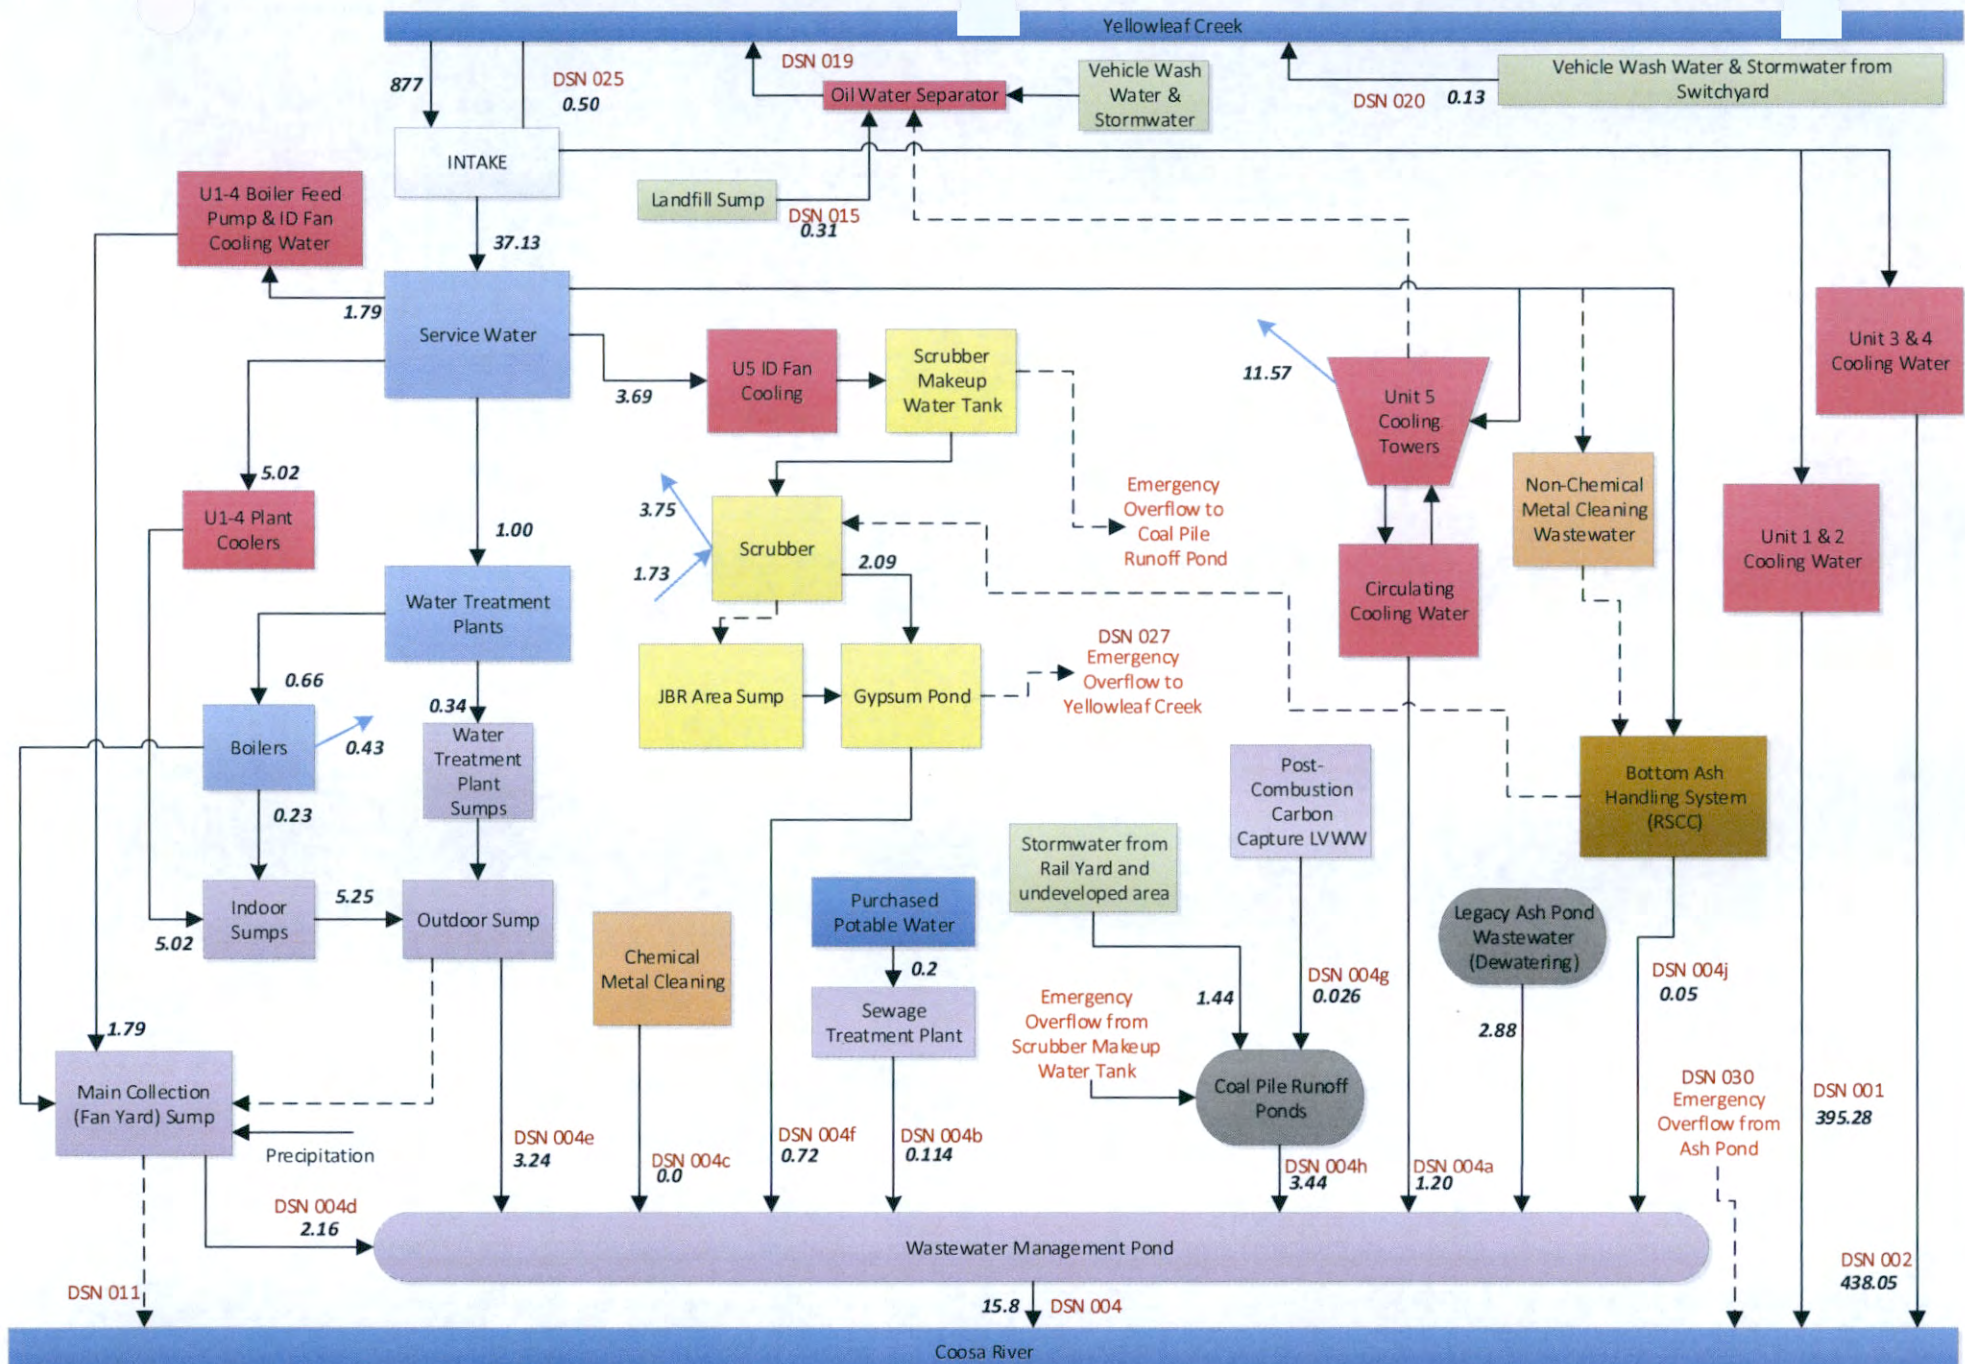 Yellowleaf Creek
877
DSN 025
0.50
DSN 019
Oil Water Separator
Vehicle Wash
Water &
Stormwater
DSN 020
0.13
Vehicle Wash Water & Stormwater from
Switchyard
INTAKE
Landfill Sump
DSN 015
0.31
U1-4 Boiler Feed
Pump & ID Fan
Cooling Water
37.13
1.79
Service Water
3.69
U5 ID Fan
Cooling
Scrubber
Makeup
Water Tank
11.57
Unit 5
Cooling
Towers
Unit 3 & 4
Cooling Water
5.02
U1-4 Plant
Coolers
1.00
3.75
1.73
Scrubber
2.09
Emergency
Overflow to
Coal Pile
Runoff Pond
Non-Chemical
Metal Cleaning
Wastewater
Unit 1 & 2
Cooling Water
Circulating
Cooling Water
Water Treatment
Plants
0.66
0.34
JBR Area Sump
Gypsum Pond
DSN 027
Emergency
Overflow to
Yellowleaf Creek
Boilers
0.43
Water
Treatment
Plant
Sumps
0.23
Post-
Combustion
Carbon
Capture LVWW
Bottom Ash
Handling System
(RSCC)
Stormwater from
Rail Yard and
undeveloped area
Indoor
Sumps
5.25
5.02
Outdoor Sump
Chemical
Metal Cleaning
Purchased
Potable Water
0.2
Sewage
Treatment Plant
Legacy Ash Pond
Wastewater
(Dewatering)
1.44
DSN 004g
0.026
2.88
DSN 004j
0.05
Emergency
Overflow from
Scrubber Makeup
Water Tank
Coal Pile Runoff
Ponds
1.79
Main Collection
(Fan Yard) Sump
Precipitation
DSN 004e
3.24
DSN 004c
0.0
DSN 004f
0.72
DSN 004b
0.114
DSN 004h
3.44
DSN 004a
1.20
DSN 030
Emergency
Overflow from
Ash Pond
DSN 001
395.28
DSN 004d
2.16
Wastewater Management Pond
DSN 002
438.05
DSN 011
15.8
DSN 004
Coosa River